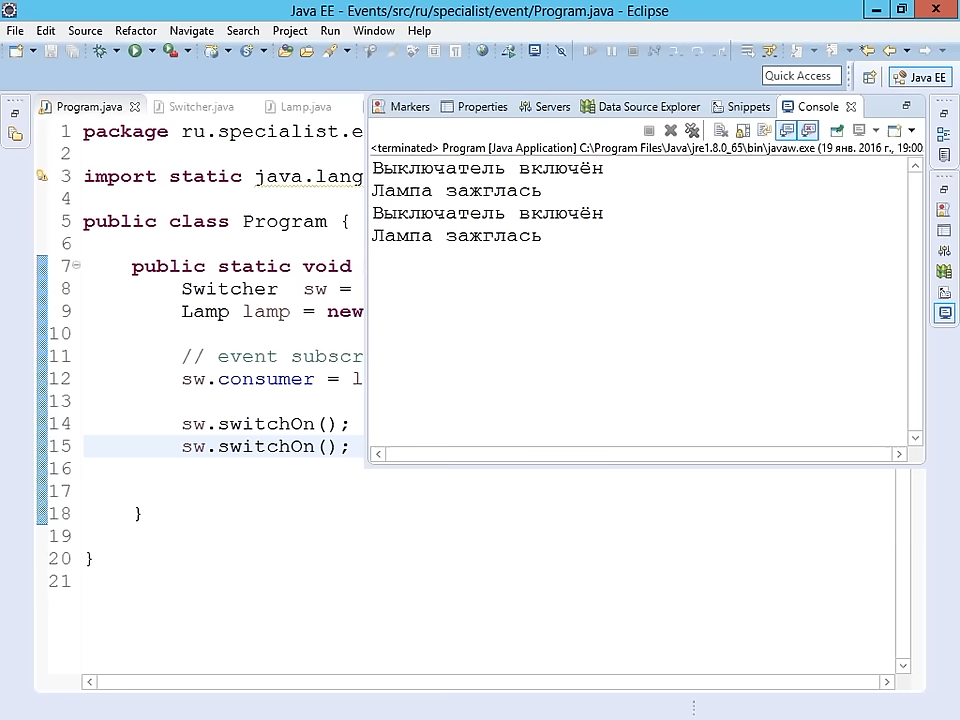 Java EE - Events/src/ru/specialist/event/Program.java - Eclipse
File Edit Source Refactor Navigate Search Project Run Window Help
Quick Access
Java EE
Program.java
Switcher.java
Lamp.java
1 package ru.specialist.e
2
3 import static java.lang
4
5 public class Program {
6
7 public static void
8 Switcher sw =
9 Lamp lamp = new
10
11 // event subscr
12 sw.consumer = l
13
14 sw.switchOn();
15 sw.switchOn();
16
17
18 }
19
20 }
21
Markers Properties Servers Data Source Explorer Snippets Console
<terminated> Program [Java Application] C:\Program Files\Java\jre1.8.0_65\bin\javaw.exe (19 янв. 2016 г., 19:00
Выключатель включён
Лампа зажглась
Выключатель включён
Лампа зажглась